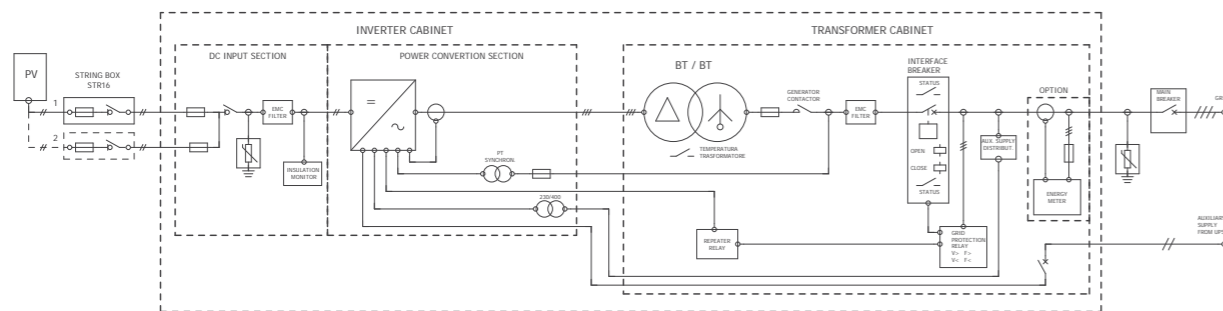 INVERTER CABINET
TRANSFORMER CABINET
DC INPUT SECTION
POWER CONVERTION SECTION
PV
STRING BOX
STR16
1
2
EMC
FILTER
INSULATION
MONITOR
PT
SYNCHRON.
230/400
BT / BT
TEMPERATURA
TRASFORMATORE
GENERATOR
CONTACTOR
EMC
FILTER
INTERFACE
BREAKER
STATUS
OPEN
CLOSE
STATUS
REPEATER
RELAY
GRID
PROTECTION
RELAY
V> F>
V< F<
AUX. SUPPLY
DISTRIBUT.
OPTION
ENERGY
METER
MAIN
BREAKER
AUXILIARY
SUPPLY
FROM UPS